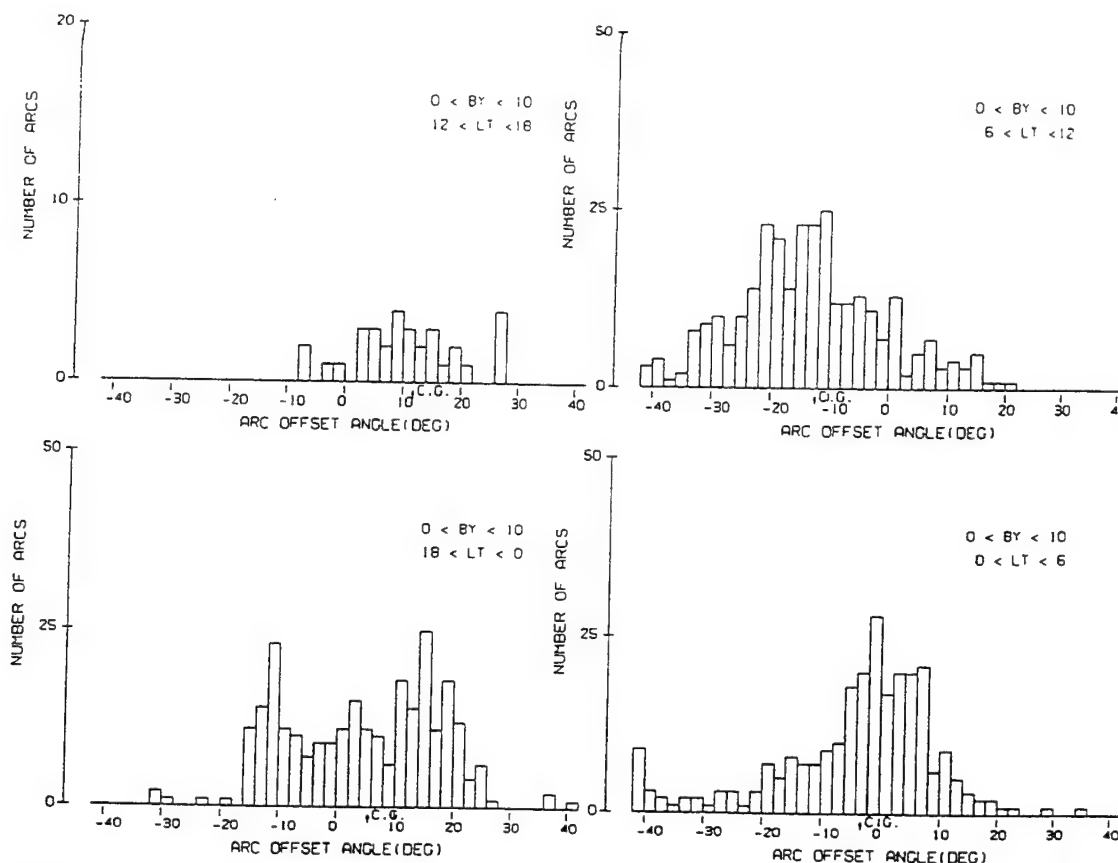 20
10
0
NUMBER OF ARCS
0 < BY < 10
12 < LT <18
-40 -30 -20 -10 0 10 20 30 40
C.G.
ARC OFFSET ANGLE(DEG)
50
25
0
NUMBER OF ARCS
0 < BY < 10
6 < LT <12
-40 -30 -20 -10 0 10 20 30 40
C.G.
ARC OFFSET ANGLE(DEG)
50
25
0
NUMBER OF ARCS
0 < BY < 10
18 < LT < 0
-40 -30 -20 -10 0 10 20 30 40
C.G.
ARC OFFSET ANGLE(DEG)
50
25
0
NUMBER OF ARCS
0 < BY < 10
0 < LT < 6
-40 -30 -20 -10 0 10 20 30 40
C.G.
ARC OFFSET ANGLE(DEG)